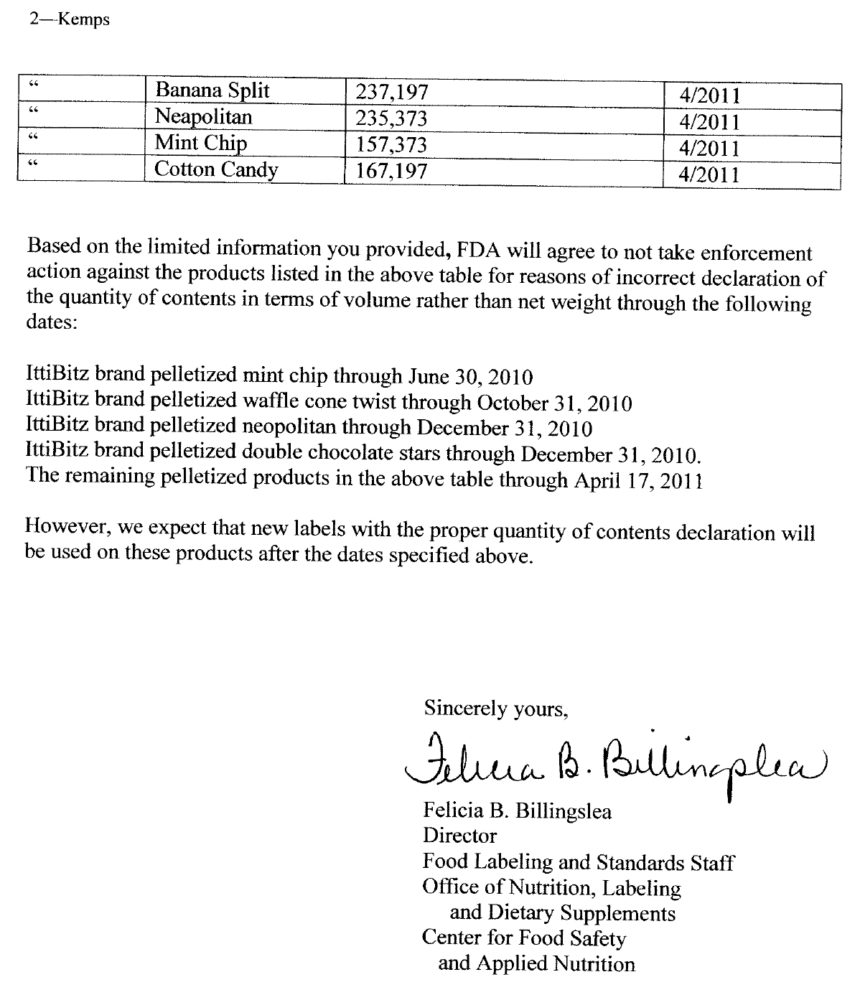 2—Kemps
“ Banana Split 237,197 4/2011
“ Neapolitan 235,373 4/2011
“ Mint Chip 157,373 4/2011
“ Cotton Candy 167,197 4/2011
Based on the limited information you provided, FDA will agree to not take enforcement
action against the products listed in the above table for reasons of incorrect declaration of
the quantity of contents in terms of volume rather than net weight through the following
dates:
IttiBitz brand pelletized mint chip through June 30, 2010
IttiBitz brand pelletized waffle cone twist through October 31, 2010
IttiBitz brand pelletized neopolitan through December 31, 2010
IttiBitz brand pelletized double chocolate stars through December 31, 2010.
The remaining pelletized products in the above table through April 17, 2011
However, we expect that new labels with the proper quantity of contents declaration will
be used on these products after the dates specified above.
Sincerely yours,
Felicia B. Billingslea
Felicia B. Billingslea
Director
Food Labeling and Standards Staff
Office of Nutrition, Labeling
and Dietary Supplements
Center for Food Safety
and Applied Nutrition